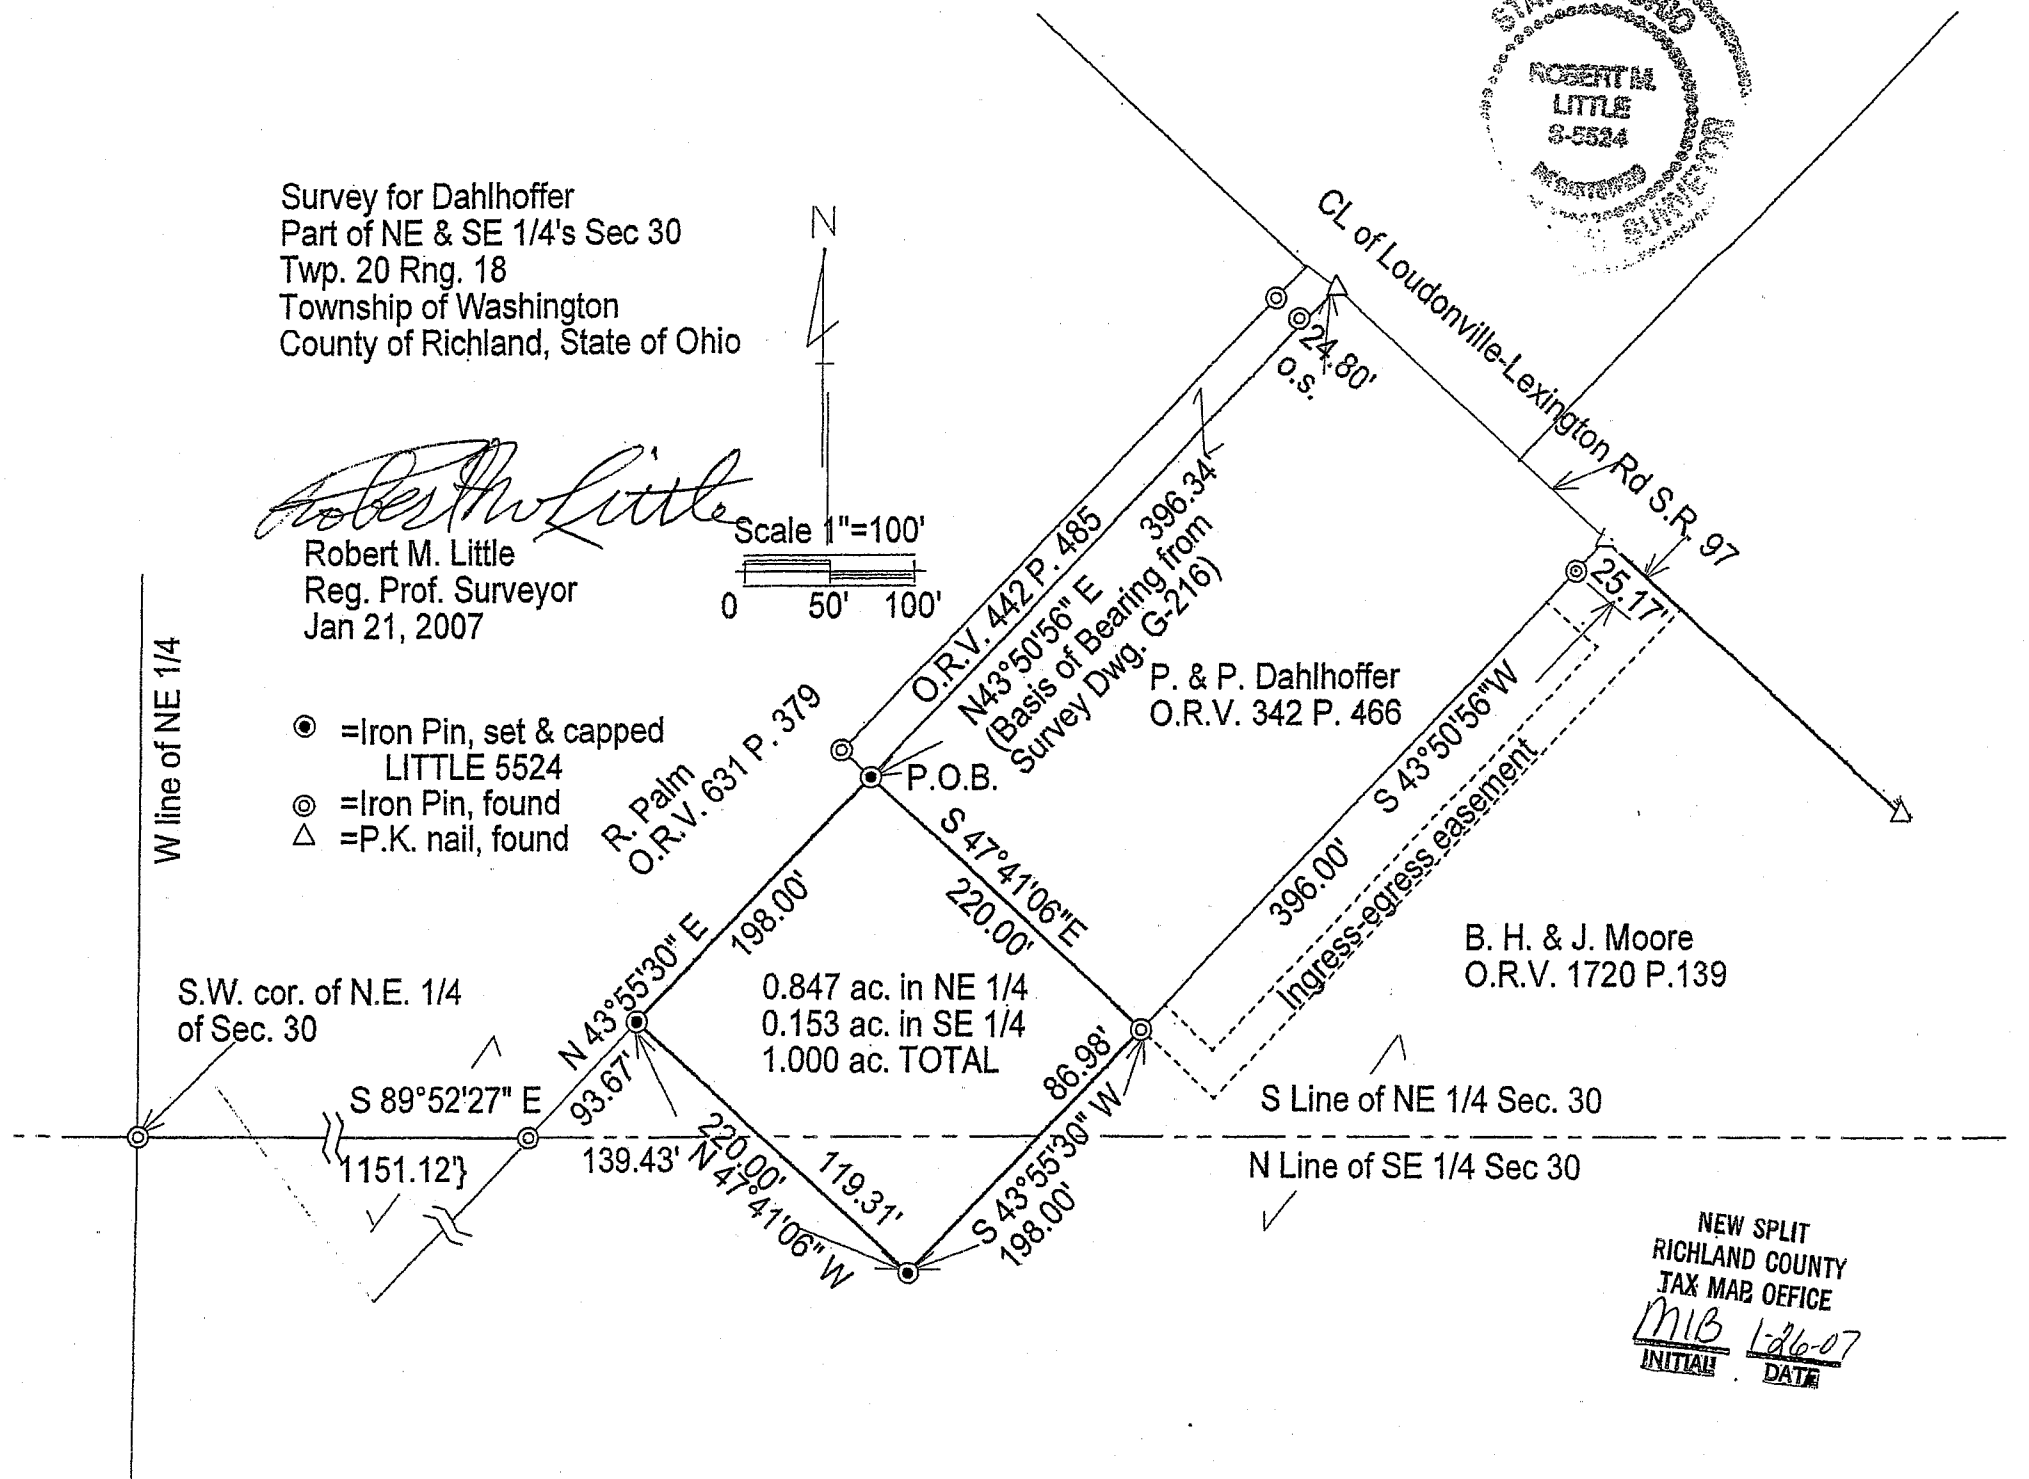 ROBERT M.
LITTLE
S-5524
SURVEYOR
Survey for Dahlhoffer
Part of NE & SE 1/4's Sec 30
Twp. 20 Rng. 18
Township of Washington
County of Richland, State of Ohio
N
CL of Loudonville-Lexington Rd S.R. 97
24.80'
o.s.
Robert M. Little
Scale 1"=100'
0 50' 100'
Robert M. Little
Reg. Prof. Surveyor
Jan 21, 2007
=Iron Pin, set & capped
LITTLE 5524
=Iron Pin, found
=P.K. nail, found
W line of NE 1/4
R. Palm
O.R.V. 631 P. 379
O.R.V. 442 P. 485
396.34'
N43°50'56" E
(Basis of Bearing from
Survey Dwg. G-216)
P. & P. Dahlhoffer
O.R.V. 342 P. 466
25.17'
S 43°50'56"W
396.00'
Ingress-egress easement
P.O.B.
S 47°41'06"E
220.00'
198.00'
N 43°55'30" E
93.67'
B. H. & J. Moore
O.R.V. 1720 P.139
0.847 ac. in NE 1/4
0.153 ac. in SE 1/4
1.000 ac. TOTAL
S.W. cor. of N.E. 1/4
of Sec. 30
S 89°52'27" E
1151.12'}
139.43'
220.00'
N 47°41'06" W
119.31'
86.98'
S 43°55'30" W
198.00'
S Line of NE 1/4 Sec. 30
N Line of SE 1/4 Sec 30
NEW SPLIT
RICHLAND COUNTY
TAX MAP OFFICE
MIB 1-26-07
INITIAL DATE